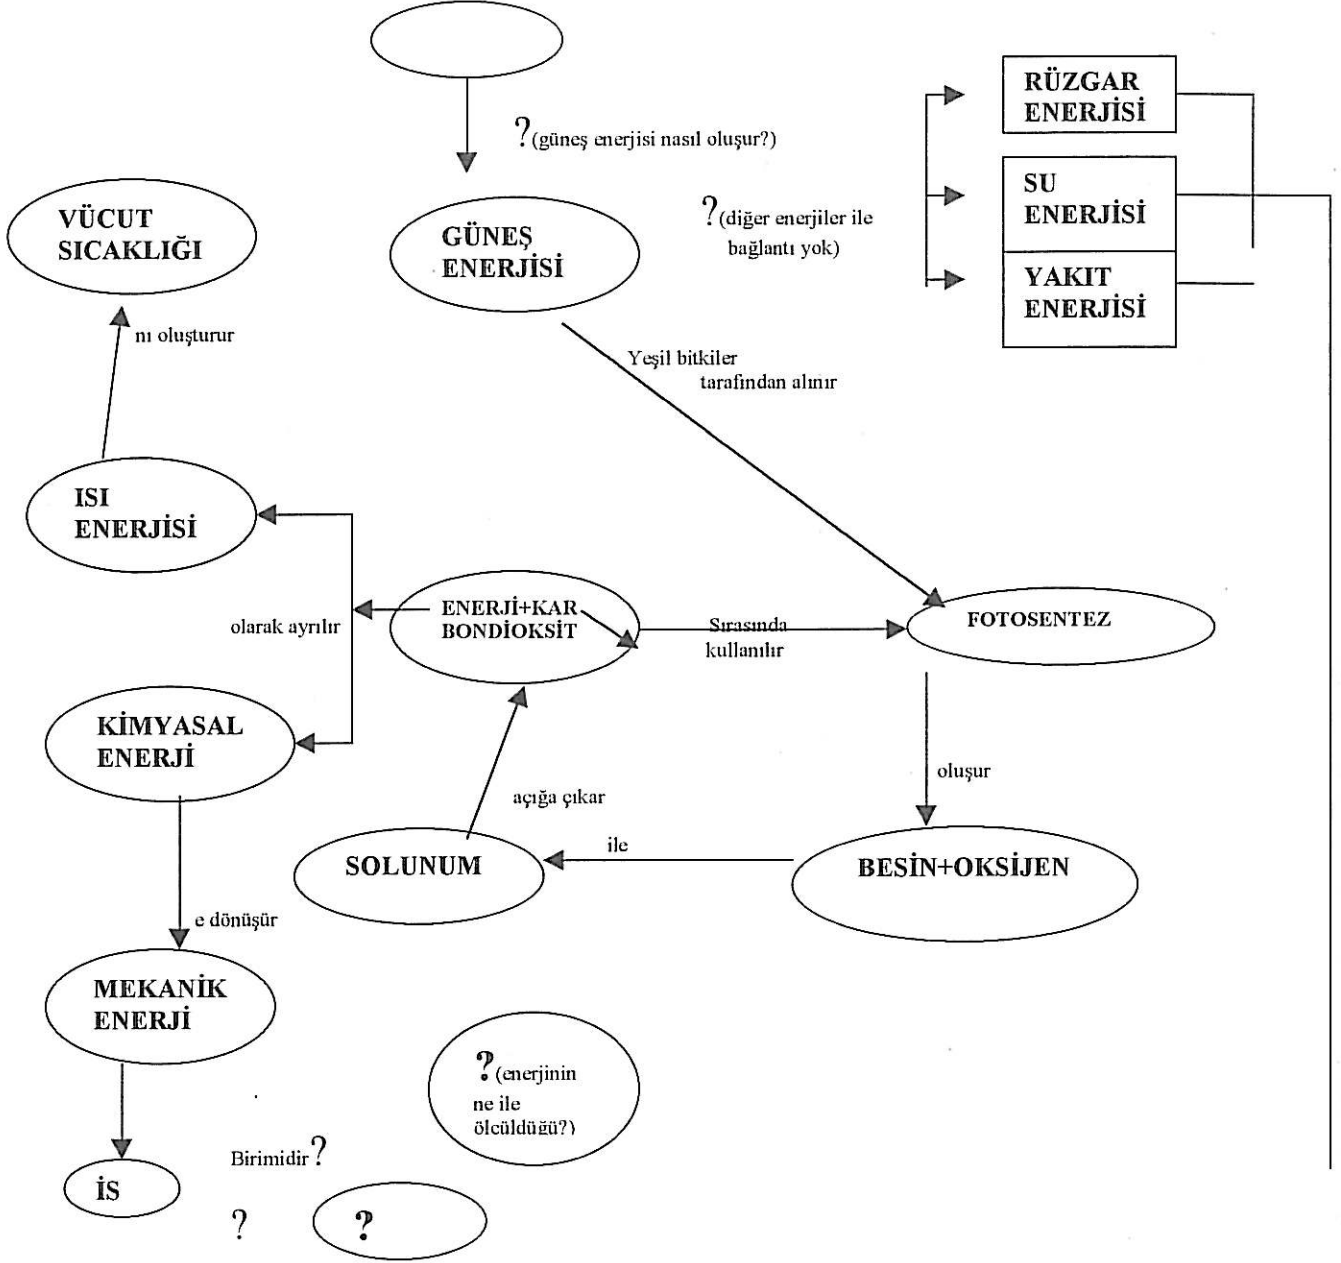 RÜZGAR
ENERJİSİ
?(güneş enerjisi nasıl oluşur?)
SU
ENERJİSİ
VÜCUT
SICAKLIĞI
GÜNEŞ
ENERJİSİ
?(diğer enerjiler ile
bağlantı yok)
YAKIT
ENERJİSİ
nı oluşturur
Yeşil bitkiler
tarafından alınır
ISI
ENERJİSİ
olarak ayrılır
ENERJİ+KAR
BONDİOKSİT
Sırasında
kullanılır
FOTOSENTEZ
KİMYASAL
ENERJİ
oluşur
açığa çıkar
SOLUNUM
ile
BESİN+OKSİJEN
e dönüşür
MEKANİK
ENERJİ
?(enerjinin
ne ile
ölcüldüğü?)
Birimidir ?
İS
?
?